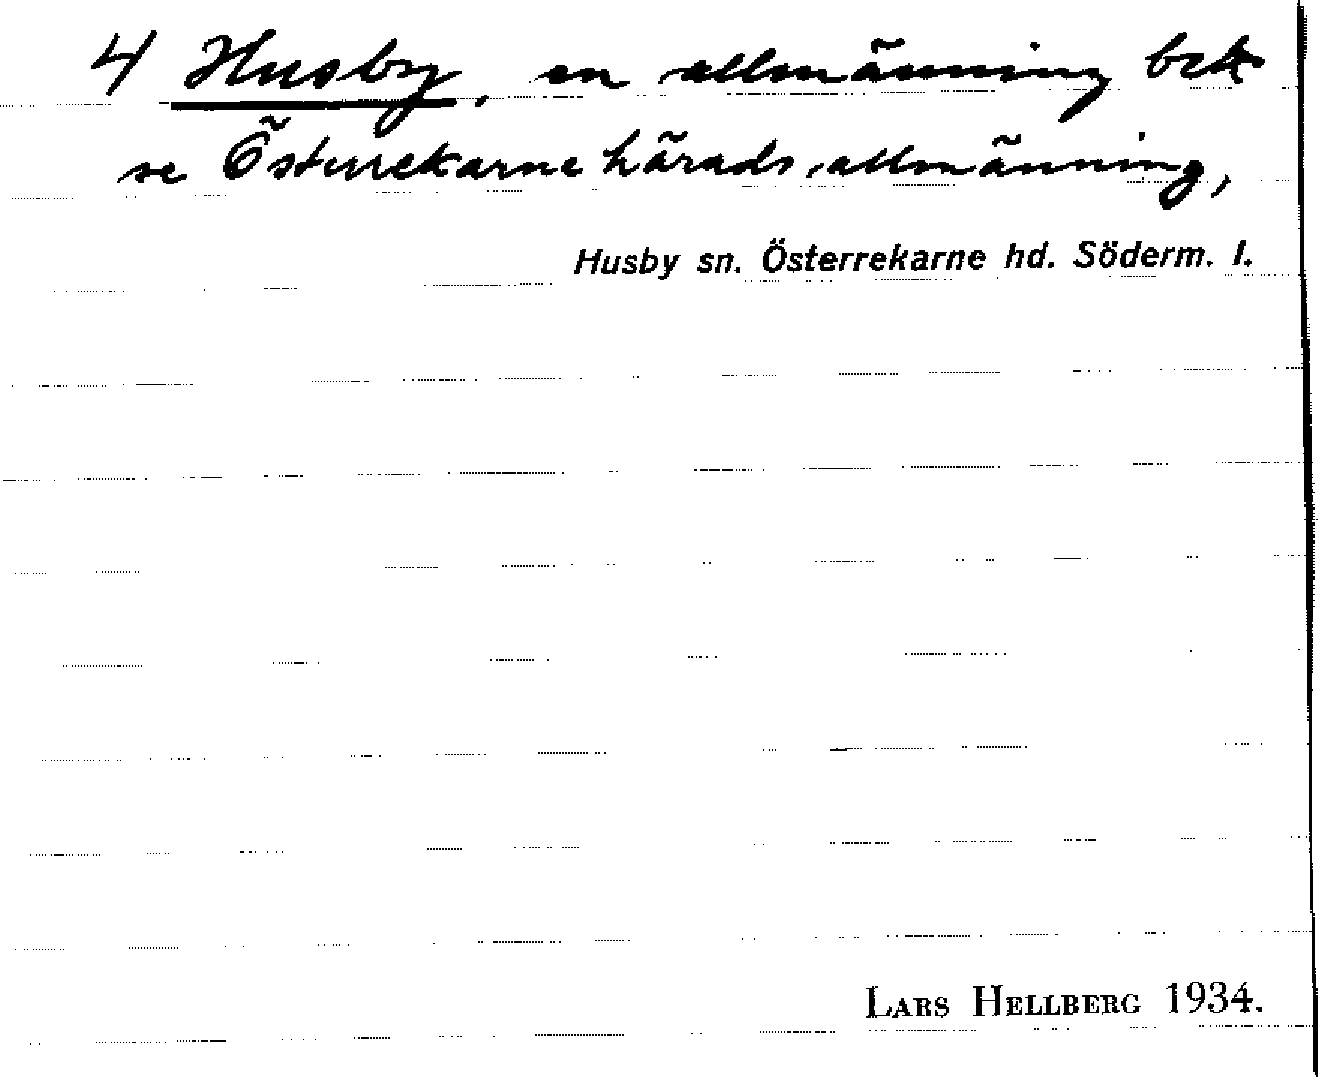 4/ Husby, en allmänning bek
se Österrekarne härads allmänning,
Husby sn. Österrekarne hd. Söderm. l.
LARS HELLBERG 1934.